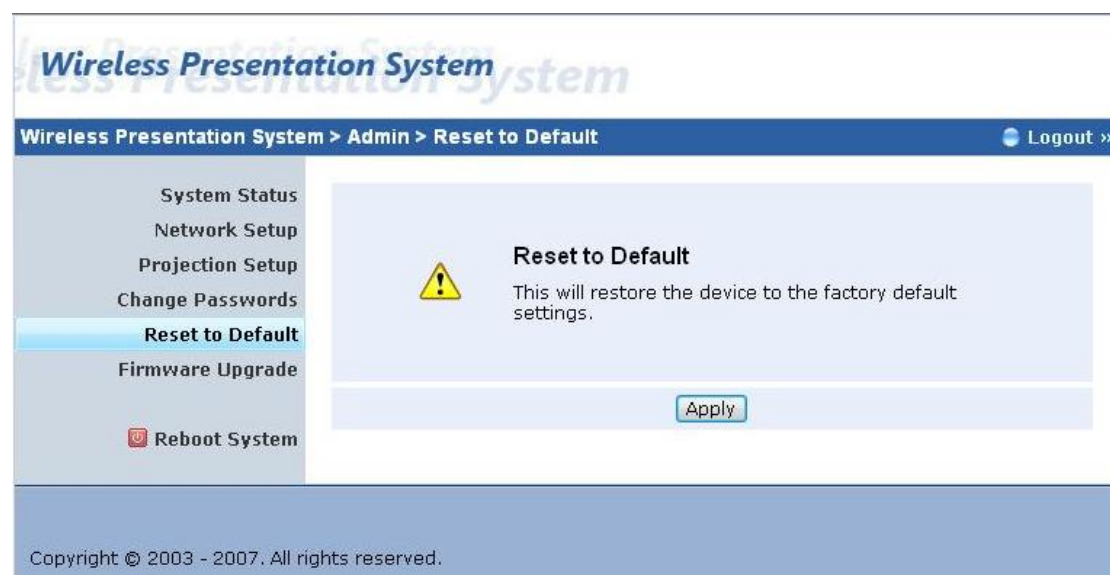 Wireless Presentation System
Wireless Presentation System > Admin > Reset to Default
Logout »
System Status
Network Setup
Projection Setup
Change Passwords
Reset to Default
Firmware Upgrade
Reboot System
Reset to Default
This will restore the device to the factory default
settings.
Apply
Copyright © 2003 - 2007. All rights reserved.